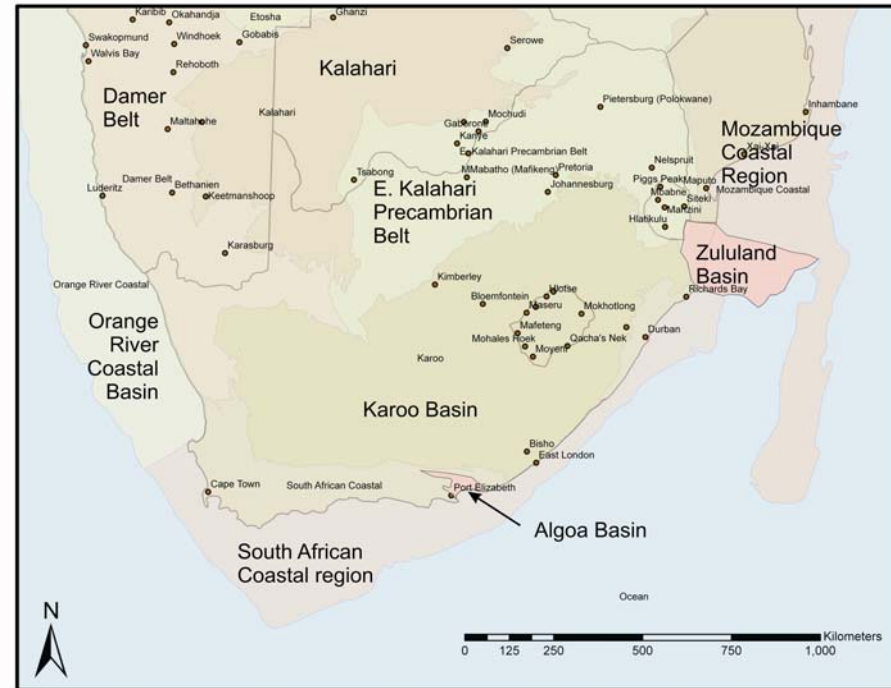 Karibib
Okahandja
Etosha
Ghanzi
Swakopmund
Windhoek
Gobabis
Serowe
Walvis Bay
Rehoboth
Kalahari
Damer
Belt
Kalahari
Pietersburg (Polokwane)
Inhambane
Maltahohe
Gaborone
Mochudi
Kanye
Mozambique
Coastal
Region
Xai-Xai
E. Kalahari Precambrian Belt
MMabatho (Mafikeng)
Pretoria
Nelspruit
Tsabong
Johannesburg
Piggs Peak
Maputo
Mozambique Coastal
Damer Belt
Bethanien
Luderitz
Keetmanshoop
E. Kalahari
Precambrian
Belt
Mbabne
Siteki
Manzini
Hlatikulu
Karasburg
Zululand
Basin
Orange River Coastal
Kimberley
Richards Bay
Hlotse
Bloemfontein
Maseru
Mokhotlong
Orange
River
Coastal
Basin
Mafeteng
Durban
Mohales Hoek
Qacha's Nek
Moyeni
Karoo
Karoo Basin
Bisho
East London
Cape Town
South African Coastal
Port Elizabeth
Algoa Basin
South African
Coastal region
Ocean
N
Kilometers
0 125 250 500 750 1,000